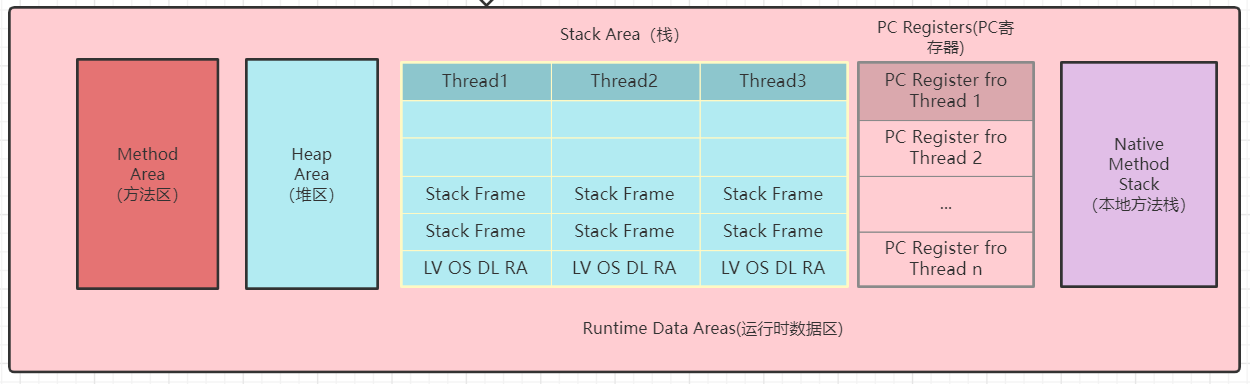 Stack Area（栈）
PC Registers(PC寄
存器)
Method
Area
(方法区）
Heap
Area
（堆区）
Thread1 Thread2 Thread3
Stack Frame Stack Frame Stack Frame
Stack Frame Stack Frame Stack Frame
LV OS DL RA LV OS DL RA LV OS DL RA
PC Register fro
Thread 1
PC Register fro
Thread 2
...
PC Register fro
Thread n
Native
Method
Stack
（本地方法栈）
Runtime Data Areas(运行时数据区)